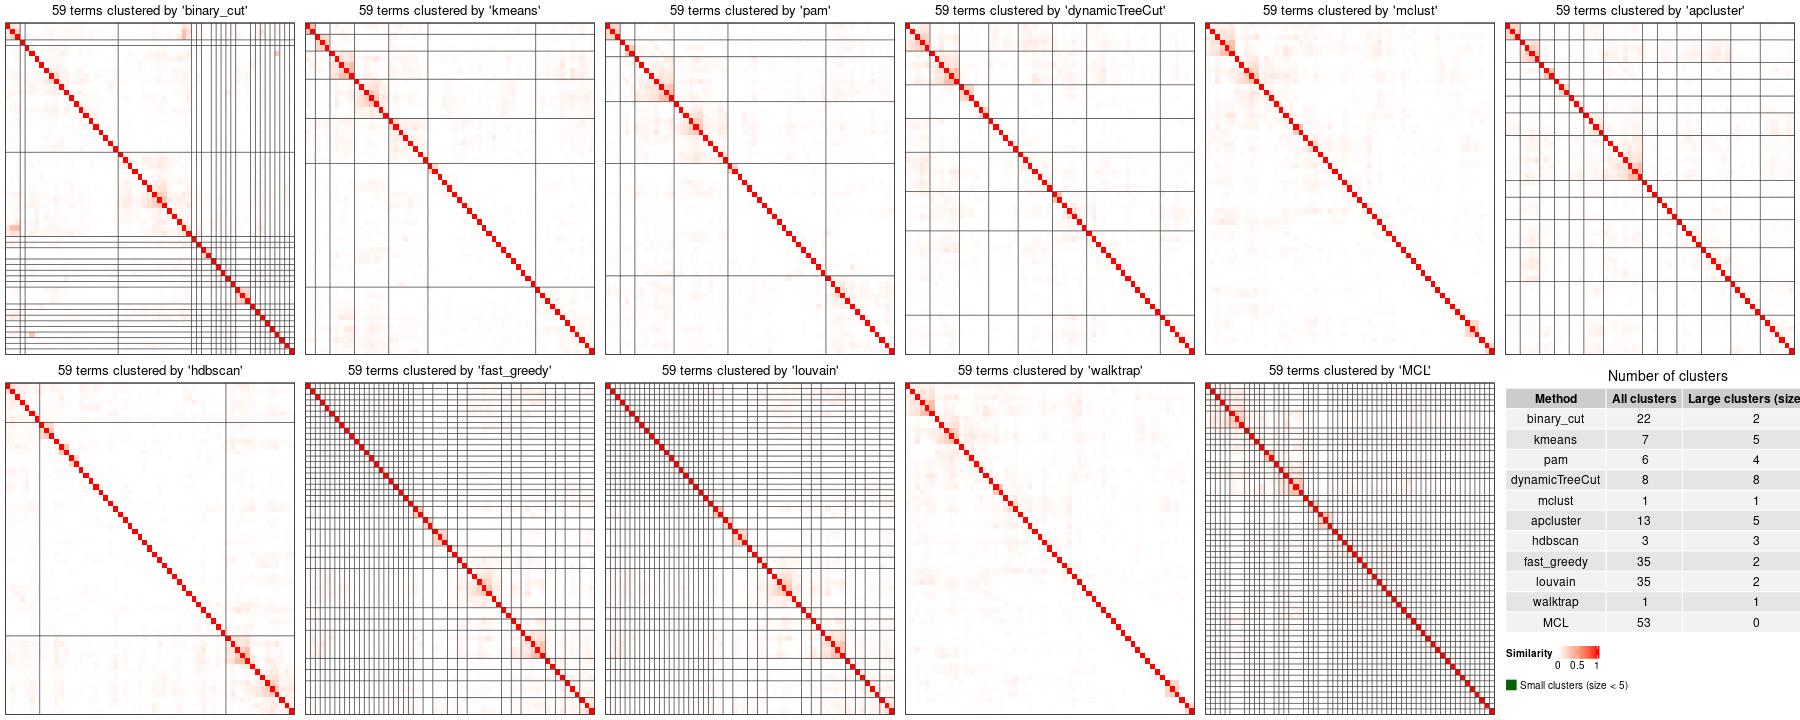 59 terms clustered by 'binary_cut'
59 terms clustered by 'kmeans'
59 terms clustered by 'pam'
59 terms clustered by 'dynamicTreeCut'
59 terms clustered by 'mclust'
59 terms clustered by 'apcluster'
59 terms clustered by 'hdbscan'
59 terms clustered by 'fast_greedy'
59 terms clustered by 'louvain'
59 terms clustered by 'walktrap'
59 terms clustered by 'MCL'
Number of clusters
Method All clusters Large clusters (size
binary_cut 22 2
kmeans 7 5
pam 6 4
dynamicTreeCut 8 8
mclust 1 1
apcluster 13 5
hdbscan 3 3
fast_greedy 35 2
louvain 35 2
walktrap 1 1
MCL 53 0
Similarity
0 0.5 1
Small clusters (size < 5)